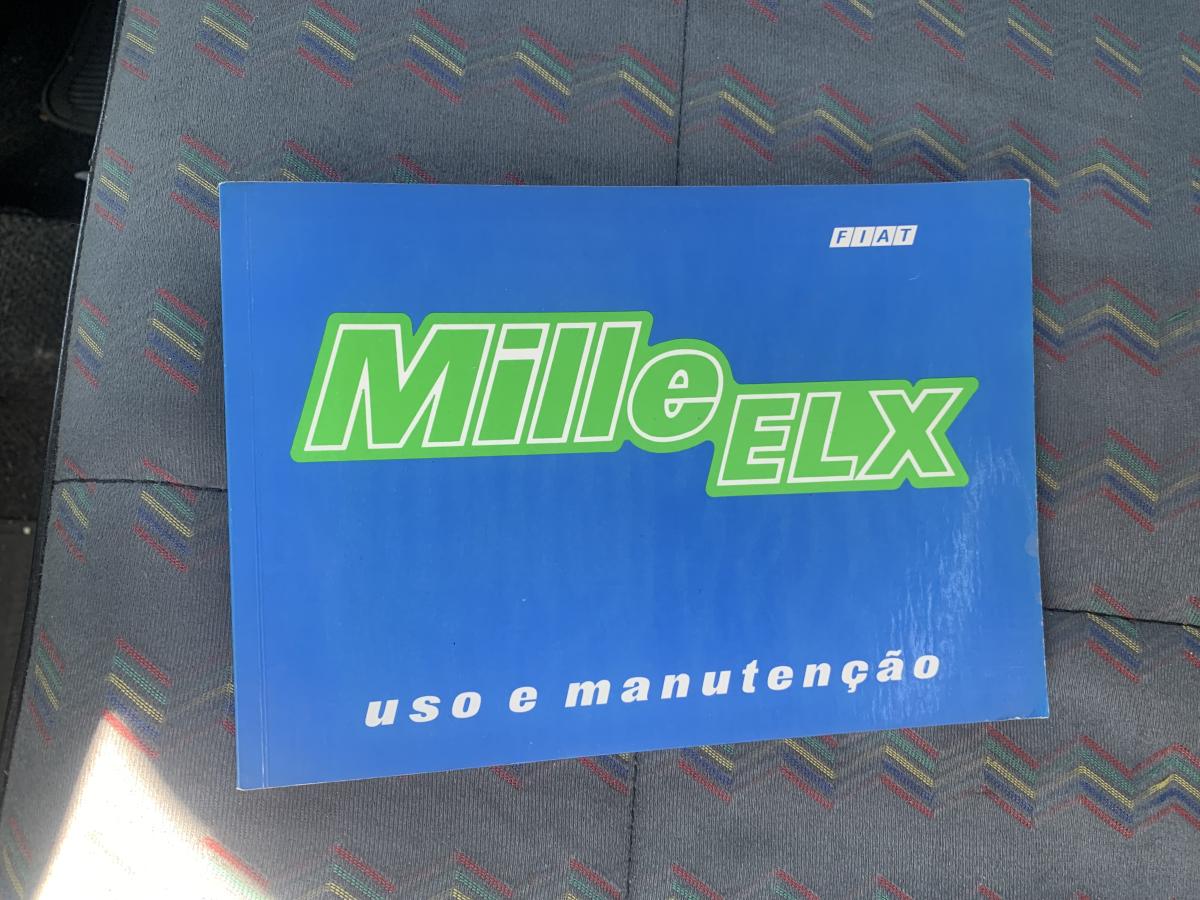 FIAT
Mille ELX
uso e manutenção